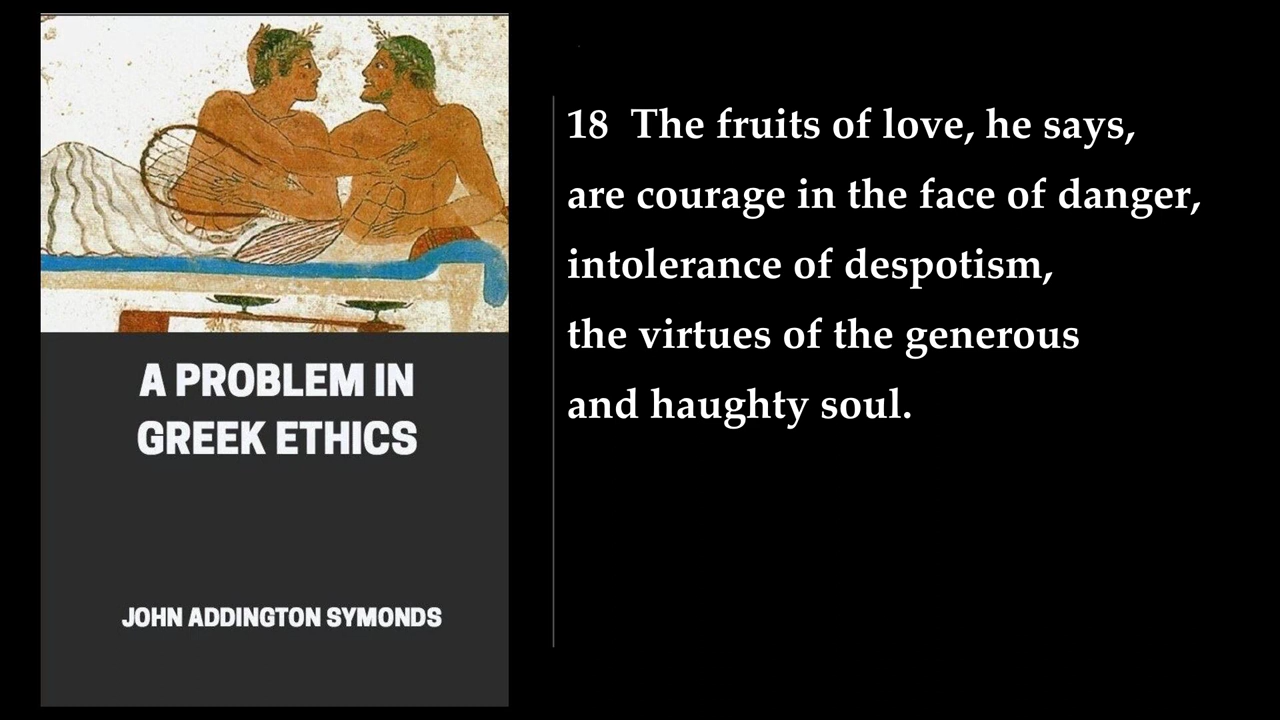 A PROBLEM IN
GREEK ETHICS
JOHN ADDINGTON SYMONDS
18 The fruits of love, he says,
are courage in the face of danger,
intolerance of despotism,
the virtues of the generous
and haughty soul.